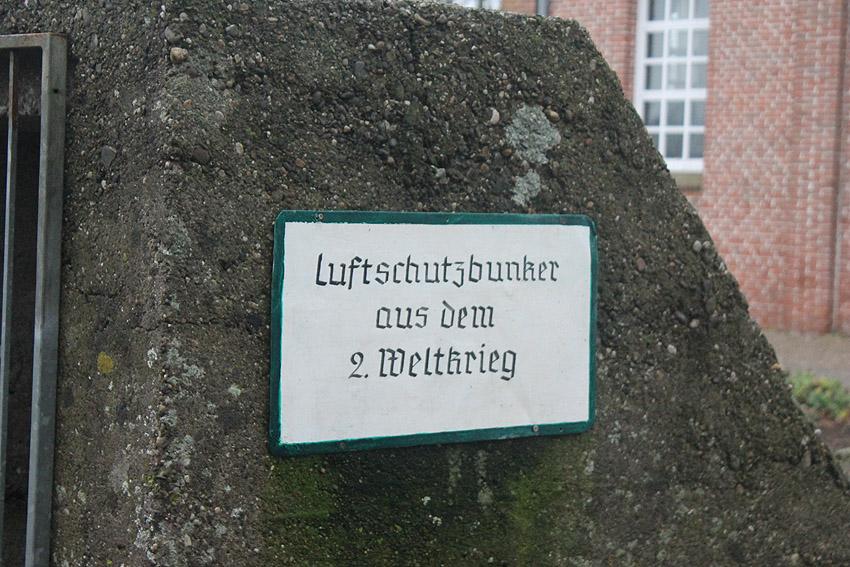 Luftschutzbunker
aus dem
2. Weltkrieg